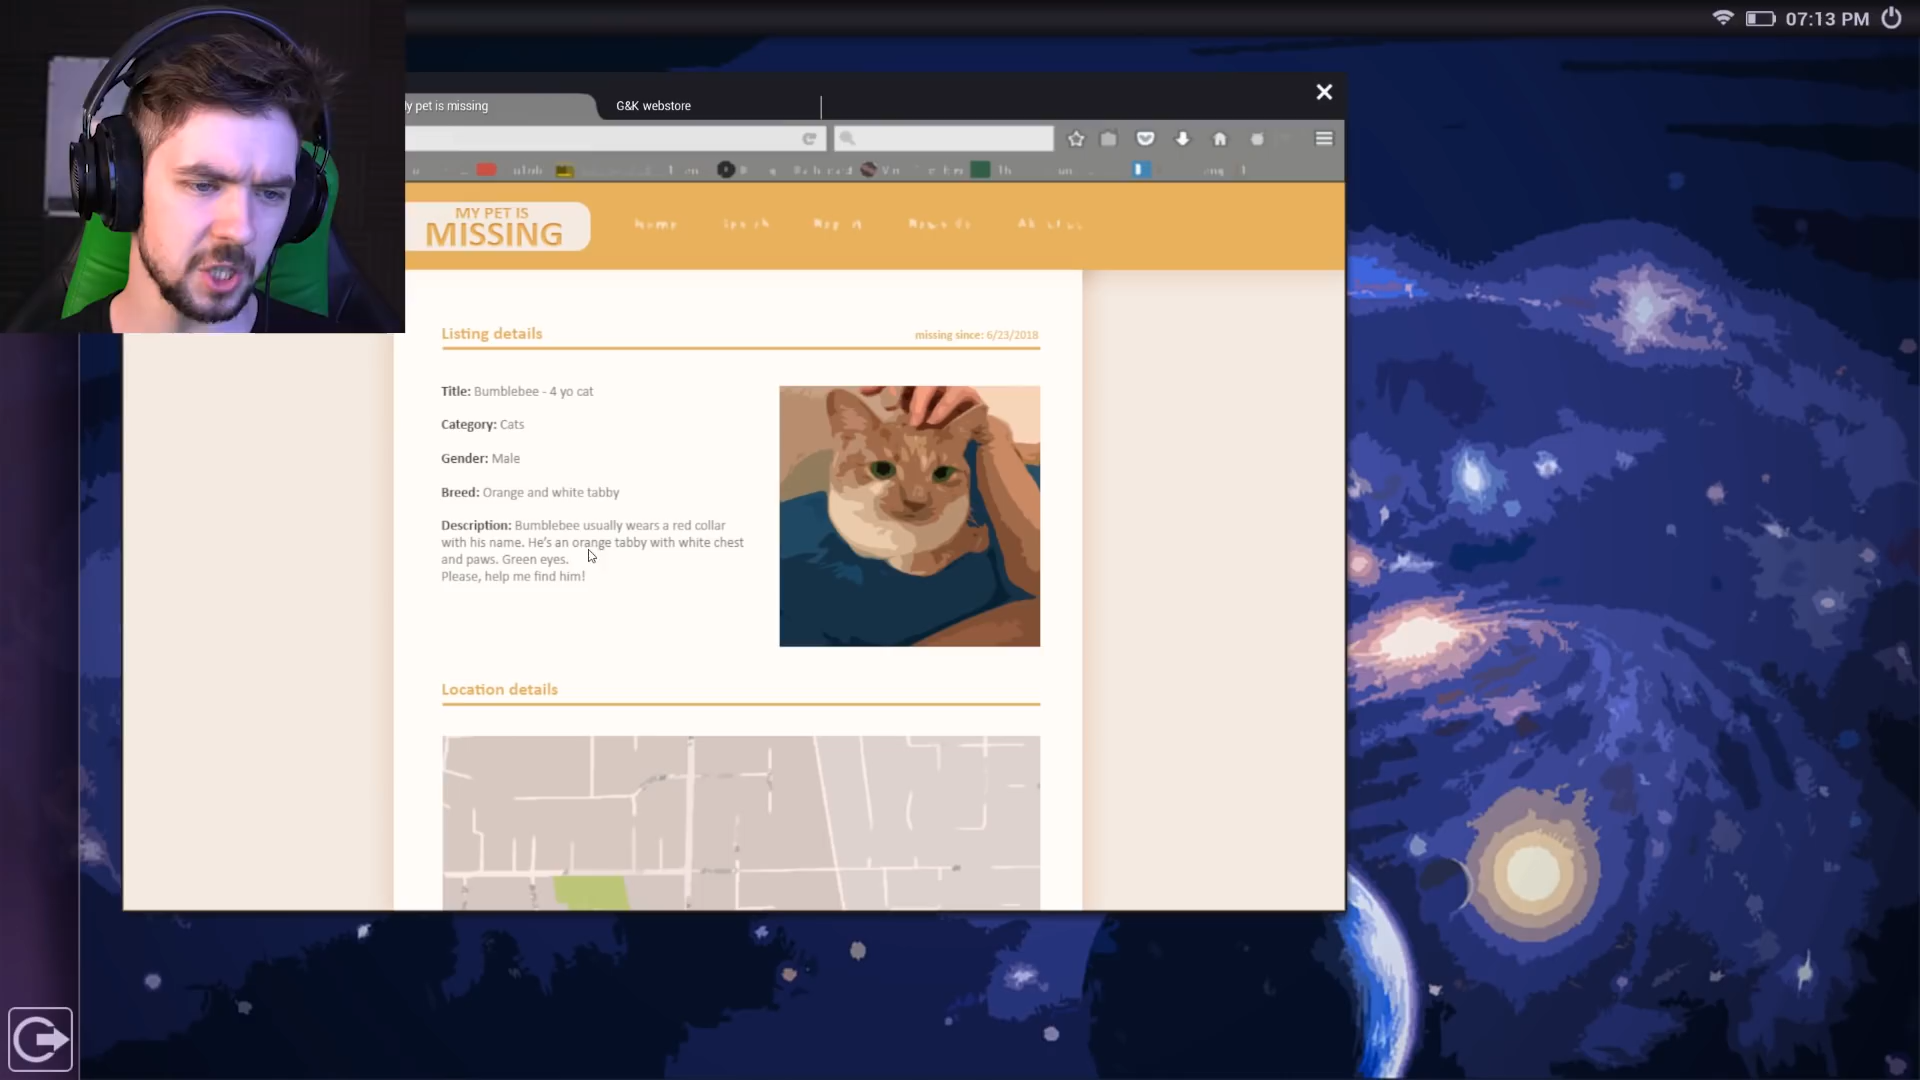 07:13 PM
y pet is missing
G&K webstore
MY PET IS
MISSING
Home
Listing details
missing since: 6/23/2018
Title: Bumblebee - 4 yo cat
Category: Cats
Gender: Male
Breed: Orange and white tabby
Description: Bumblebee usually wears a red collar
with his name. He's an orange tabby with white chest
and paws. Green eyes.
Please, help me find him!
Location details